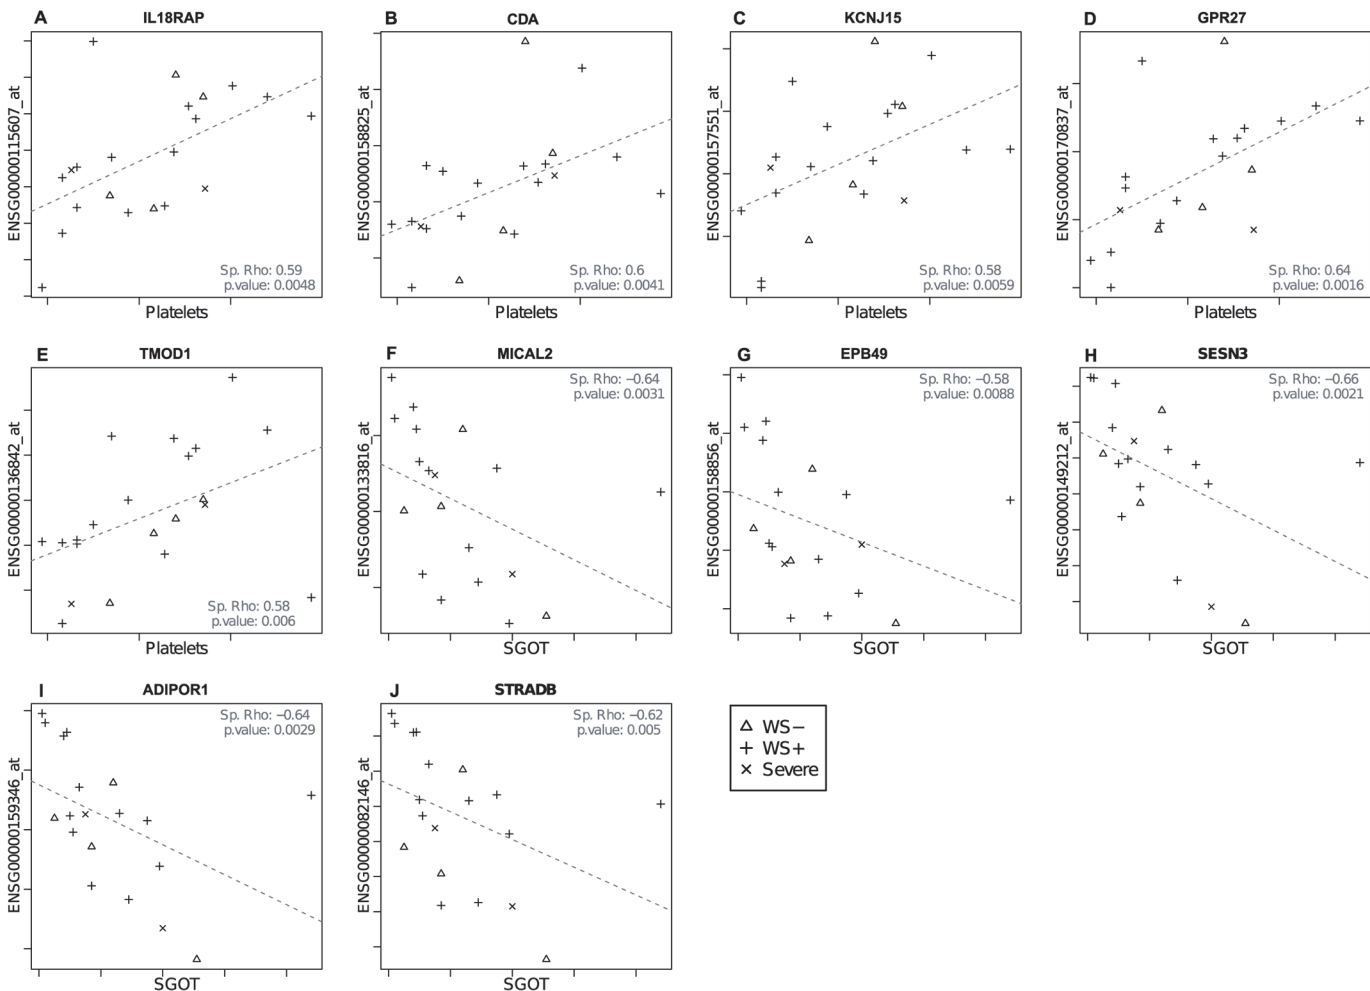 A IL18RAP
ENSG00000115607_at
Sp. Rho: 0.59
p.value: 0.0048
Platelets
B CDA
ENSG00000158825_at
Sp. Rho: 0.6
p.value: 0.0041
Platelets
C KCNJ15
ENSG00000157551_at
Sp. Rho: 0.58
p.value: 0.0059
Platelets
D GPR27
ENSG00000170837_at
Sp. Rho: 0.64
p.value: 0.0016
Platelets
E TMOD1
ENSG00000136842_at
Sp. Rho: 0.58
p.value: 0.006
Platelets
F MICAL2
ENSG00000133816_at
Sp. Rho: −0.64
p.value: 0.0031
SGOT
G EPB49
ENSG00000158856_at
Sp. Rho: −0.58
p.value: 0.0088
SGOT
H SESN3
ENSG00000149212_at
Sp. Rho: −0.66
p.value: 0.0021
SGOT
I ADIPOR1
ENSG00000159346_at
Sp. Rho: −0.64
p.value: 0.0029
SGOT
J STRADB
ENSG00000082146_at
Sp. Rho: −0.62
p.value: 0.005
SGOT
WS−
WS+
Severe